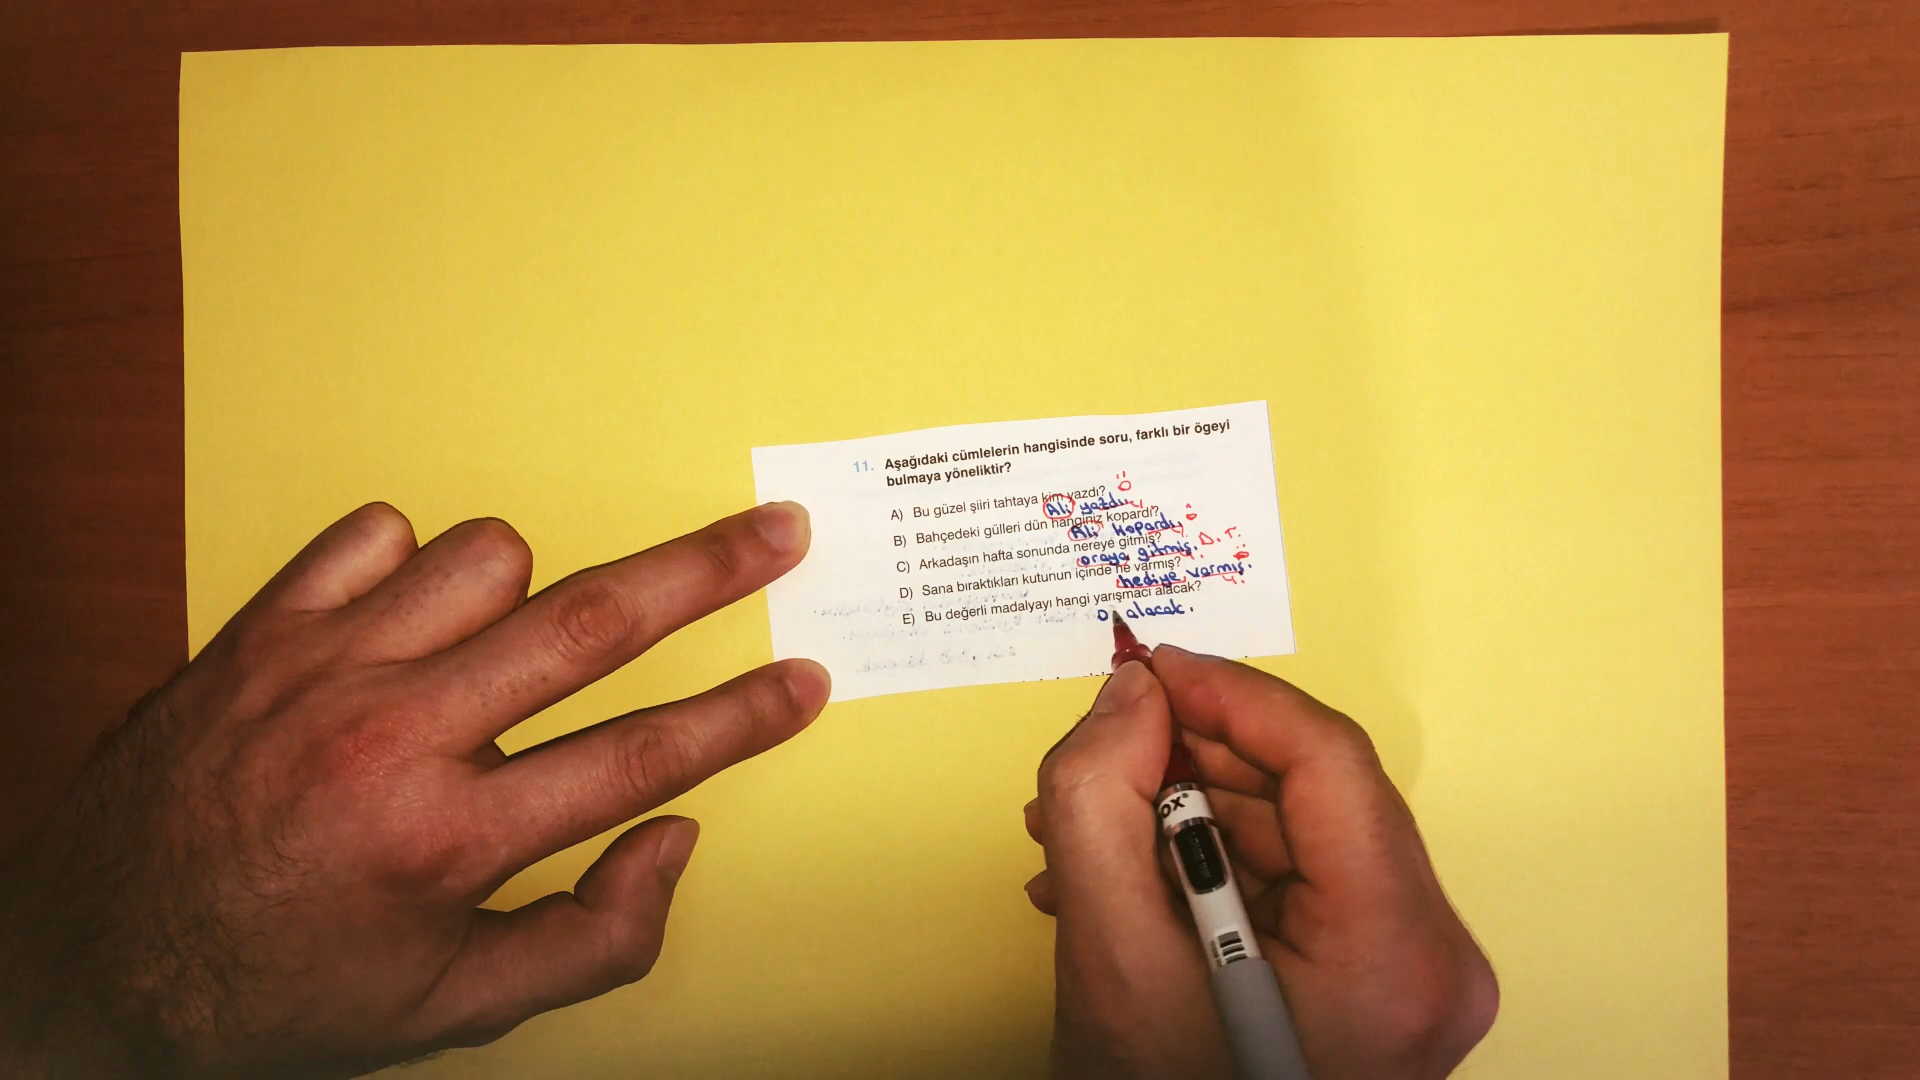 11. Aşağıdaki cümlelerin hangisinde soru, farklı bir ögeyi
bulmaya yöneliktir?
A) Bu güzel şiiri tahtaya kim yazdı? Ö
Ali yazdı.
B) Bahçedeki gülleri dün hanginiz kopardı?
Ali kopardı. Ö
C) Arkadaşın hafta sonunda nereye gitmiş?
oraya gitmiş. D.T.
D) Sana bıraktıkları kutunun içinde ne varmış? Ö
hediye varmış.
E) Bu değerli madalyayı hangi yarışmacı alacak?
O alacak.
OX